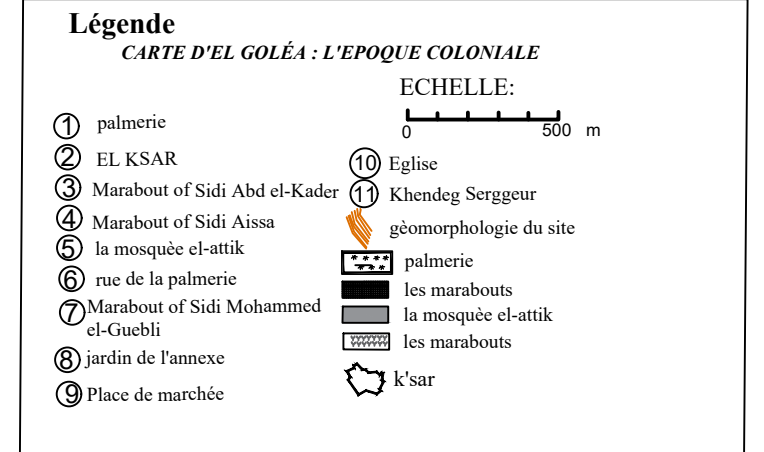 Légende
CARTE D'EL GOLÉA : L'EPOQUE COLONIALE
ECHELLE:
0 500 m
1 palmerie
2 EL KSAR
3 Marabout of Sidi Abd el-Kader
4 Marabout of Sidi Aissa
5 la mosquèe el-attik
6 rue de la palmerie
7 Marabout of Sidi Mohammed
el-Guebli
8 jardin de l'annexe
9 Place de marchée
10 Eglise
11 Khendeg Serggeur
gèomorphologie du site
palmerie
les marabouts
la mosquèe el-attik
les marabouts
k'sar